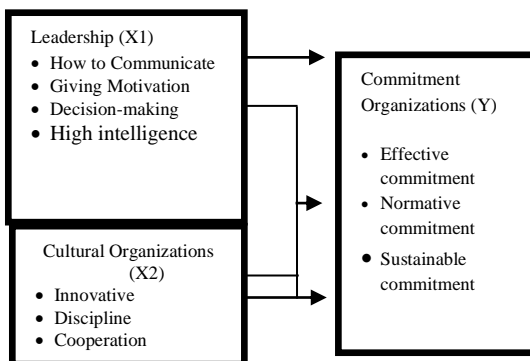 Leadership (X1)
• How to Communicate
• Giving Motivation
• Decision-making
• High intelligence
Cultural Organizations
(X2)
• Innovative
• Discipline
• Cooperation
Commitment
Organizations (Y)
• Effective
commitment
• Normative
commitment
• Sustainable
commitment